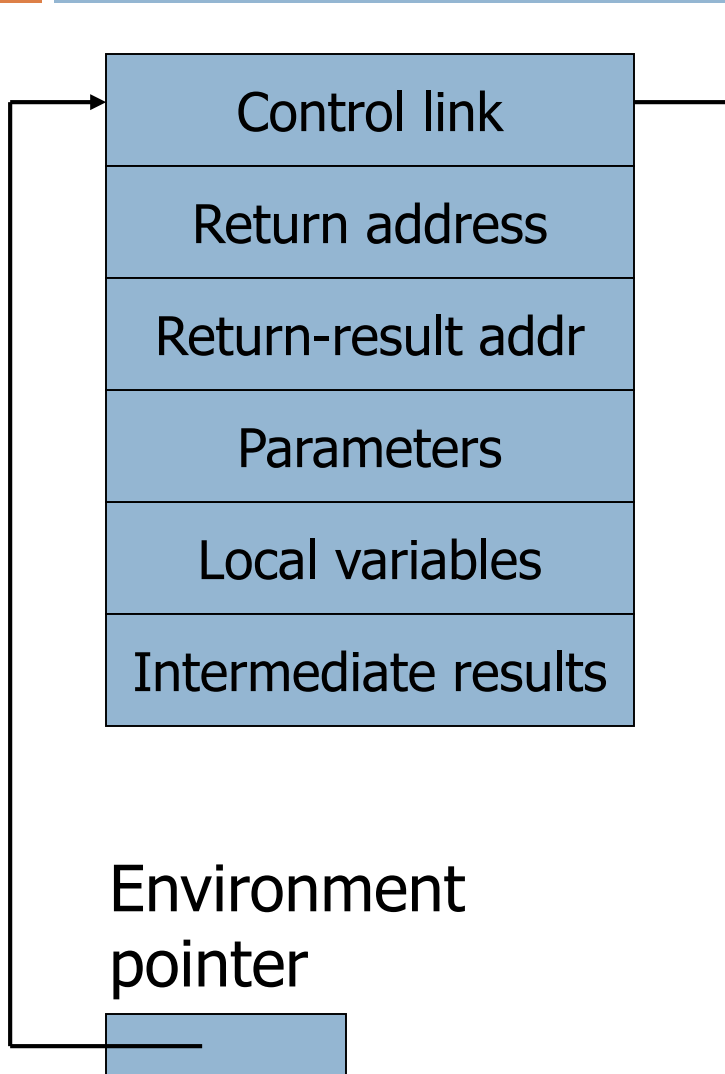 Control link
Return address
Return-result addr
Parameters
Local variables
Intermediate results
Environment
pointer